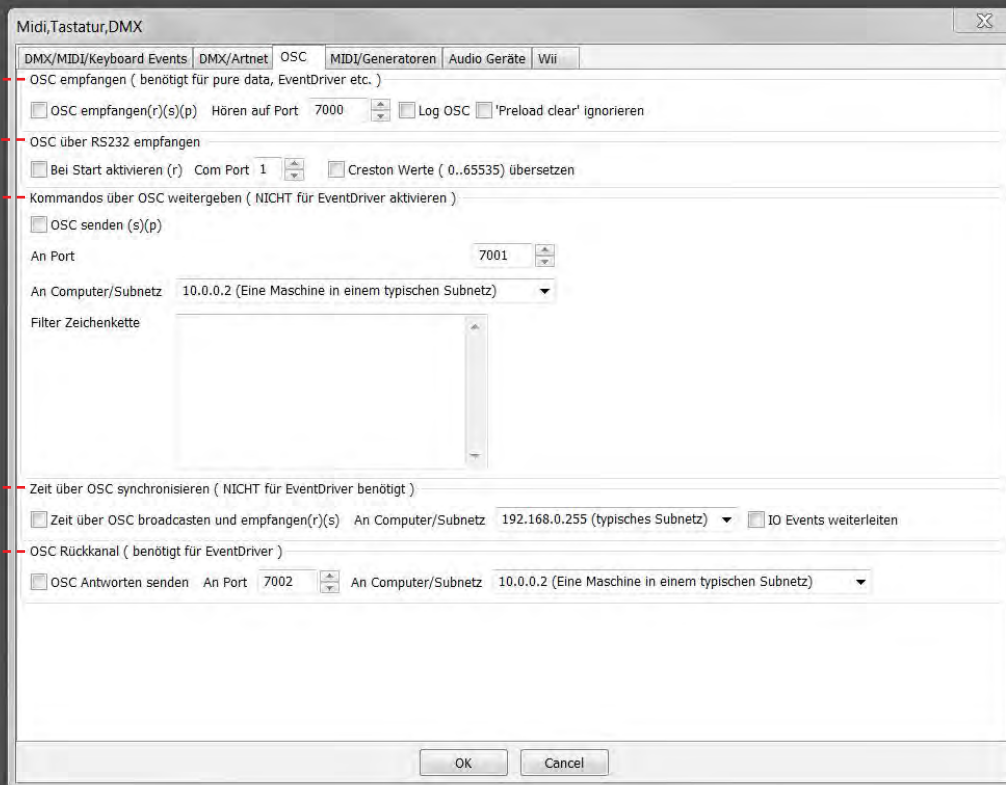 Midi,Tastatur,DMX
DMX/MIDI/Keyboard Events DMX/Artnet OSC MIDI/Generatoren Audio Geräte Wii
OSC empfangen ( benötigt für pure data, EventDriver etc. )
OSC empfangen(r)(s)(p) Hören auf Port 7000 Log OSC 'Preload clear' ignorieren
OSC über RS232 empfangen
Bei Start aktivieren (r) Com Port 1 Creston Werte ( 0..65535) übersetzen
Kommandos über OSC weitergeben ( NICHT für EventDriver aktivieren )
OSC senden (s)(p)
An Port 7001
An Computer/Subnetz 10.0.0.2 (Eine Maschine in einem typischen Subnetz)
Filter Zeichenkette
Zeit über OSC synchronisieren ( NICHT für EventDriver benötigt )
Zeit über OSC broadcasten und empfangen(r)(s) An Computer/Subnetz 192.168.0.255 (typisches Subnetz) IO Events weiterleiten
OSC Rückkanal ( benötigt für EventDriver )
OSC Antworten senden An Port 7002 An Computer/Subnetz 10.0.0.2 (Eine Maschine in einem typischen Subnetz)
OK Cancel